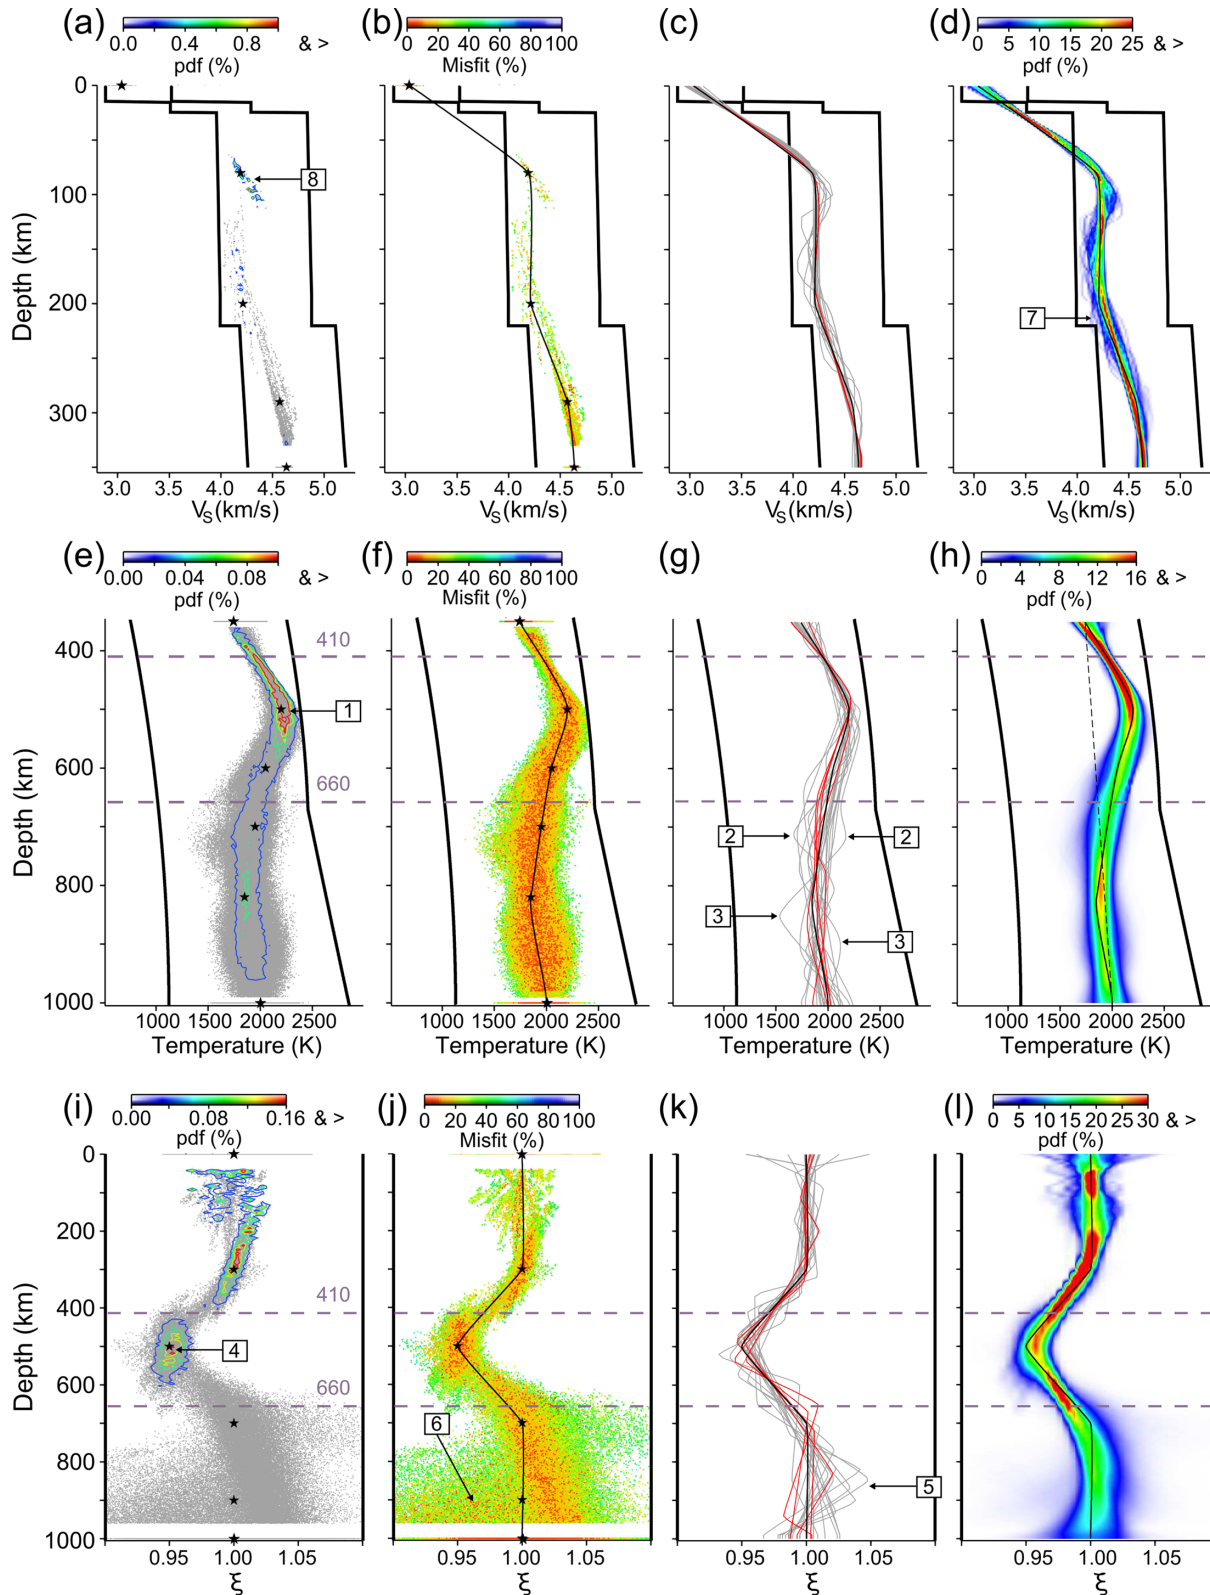 (a) (b) (c) (d)
0.0 0.4 0.8 & >
pdf (%)
0 20 40 60 80 100
Misfit (%)
0 5 10 15 20 25 & >
pdf (%)
0
100
200
300
Depth (km)
8
7
3.0 3.5 4.0 4.5 5.0
3.0 3.5 4.0 4.5 5.0
3.0 3.5 4.0 4.5 5.0
3.0 3.5 4.0 4.5 5.0
VS(km/s) VS(km/s) VS(km/s) VS(km/s)
(e) (f) (g) (h)
0.00 0.04 0.08 & >
pdf (%)
0 20 40 60 80 100
Misfit (%)
0 4 8 12 16 & >
pdf (%)
400
600
800
1000
Depth (km)
410
660
1
2 2
3 3
500 1000 1500 2000 2500
500 1000 1500 2000 2500
500 1000 1500 2000 2500
500 1000 1500 2000 2500
Temperature (K) Temperature (K) Temperature (K) Temperature (K)
(i) (j) (k) (l)
0.00 0.08 0.16 & >
pdf (%)
0 20 40 60 80 100
Misfit (%)
0 5 10 15 20 25 30 & >
pdf (%)
0
200
400
600
800
1000
Depth (km)
410
660
4
6
5
0.95 1.00 1.05
0.95 1.00 1.05
0.95 1.00 1.05
0.95 1.00 1.05
ξ ξ ξ ξ